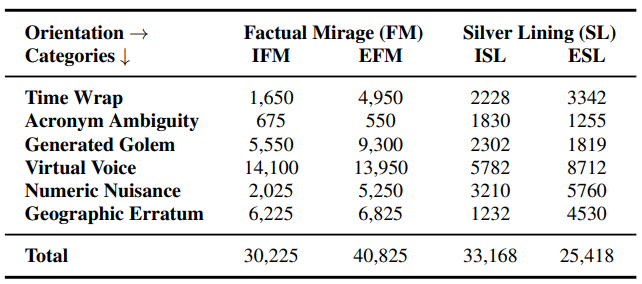 Orientation → Factual Mirage (FM) Silver Lining (SL)
Categories ↓ IFM EFM ISL ESL
Time Wrap 1,650 4,950 2228 3342
Acronym Ambiguity 675 550 1830 1255
Generated Golem 5,550 9,300 2302 1819
Virtual Voice 14,100 13,950 5782 8712
Numeric Nuisance 2,025 5,250 3210 5760
Geographic Erratum 6,225 6,825 1232 4530
Total 30,225 40,825 33,168 25,418